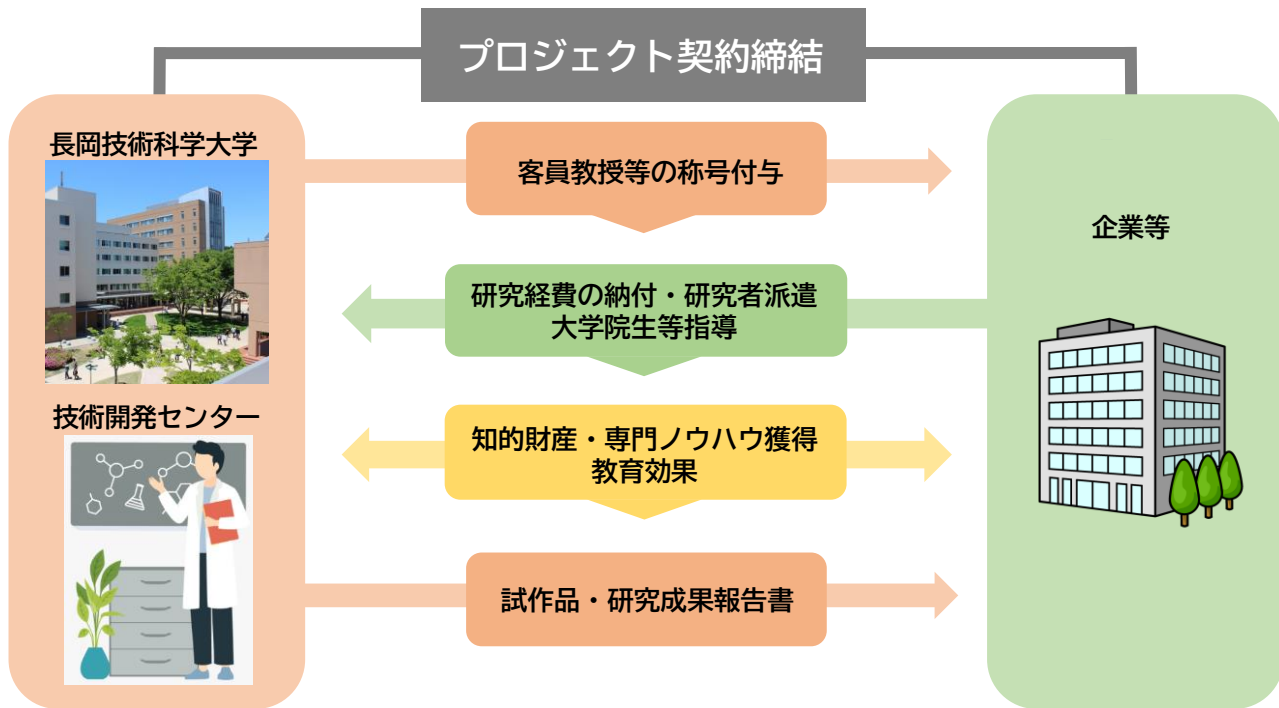 プロジェクト契約締結
長岡技術科学大学
客員教授等の称号付与
企業等
研究経費の納付・研究者派遣
大学院生等指導
技術開発センター
知的財産・専門ノウハウ獲得
教育効果
試作品・研究成果報告書